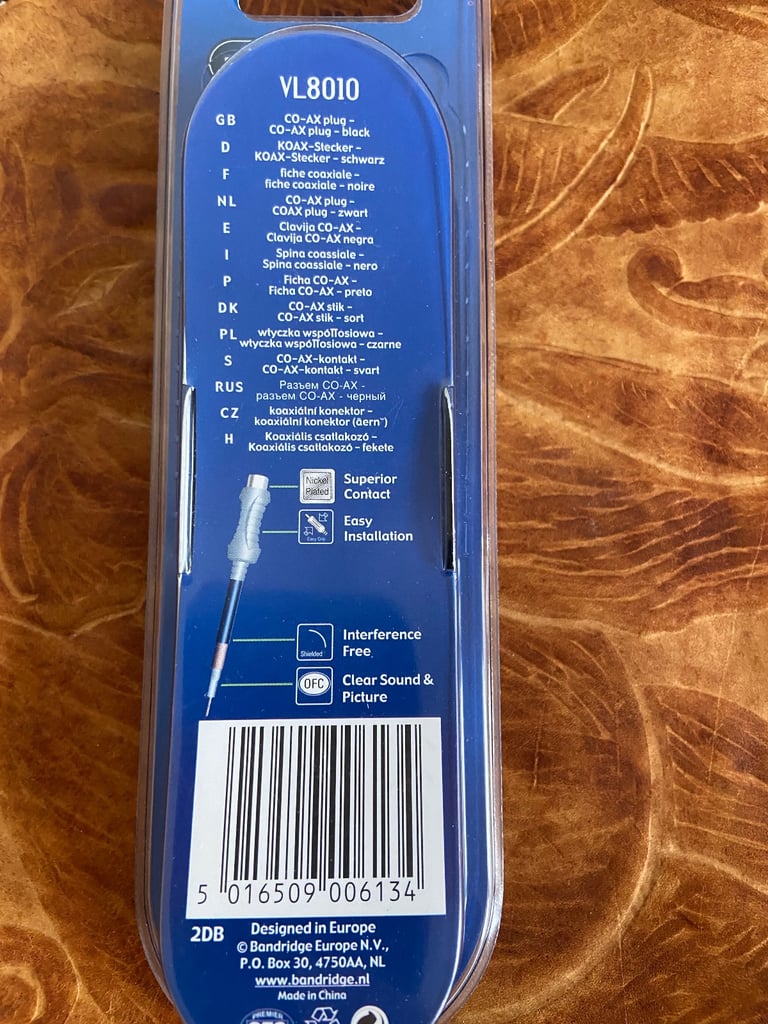 VL8010
GB CO-AX plug -
CO-AX plug - black
D KOAX-Stecker -
KOAX-Stecker - schwarz
F fiche coaxiale -
fiche coaxiale - noire
NL CO-AX plug -
COAX plug - zwart
E Clavija CO-AX -
Clavija CO-AX negra
I Spina coassiale -
Spina coassiale - nero
P Ficha CO-AX -
Ficha CO-AX - preto
DK CO-AX stik -
CO-AX stik - sort
PL wtyczka wspóTTosiowa -
wtyczka wspóTTosiowa - czarne
S CO-AX-kontakt -
CO-AX-kontakt - svart
RUS Разъем CO-AX -
разъем CO-AX - черный
CZ koaxiální konektor -
koaxiální konektor (äern™)
H Koaxiális csatlakozó -
Koaxiális csatlakozó - fekete
Nickel
Plated
Superior
Contact
Easy Grip
Easy
Installation
Shielded
Interference
Free
OFC
Clear Sound &
Picture
5 016509 006134
2DB
Designed in Europe
© Bandridge Europe N.V.,
P.O. Box 30, 4750AA, NL
www.bandridge.nl
Made in China
PREMIER